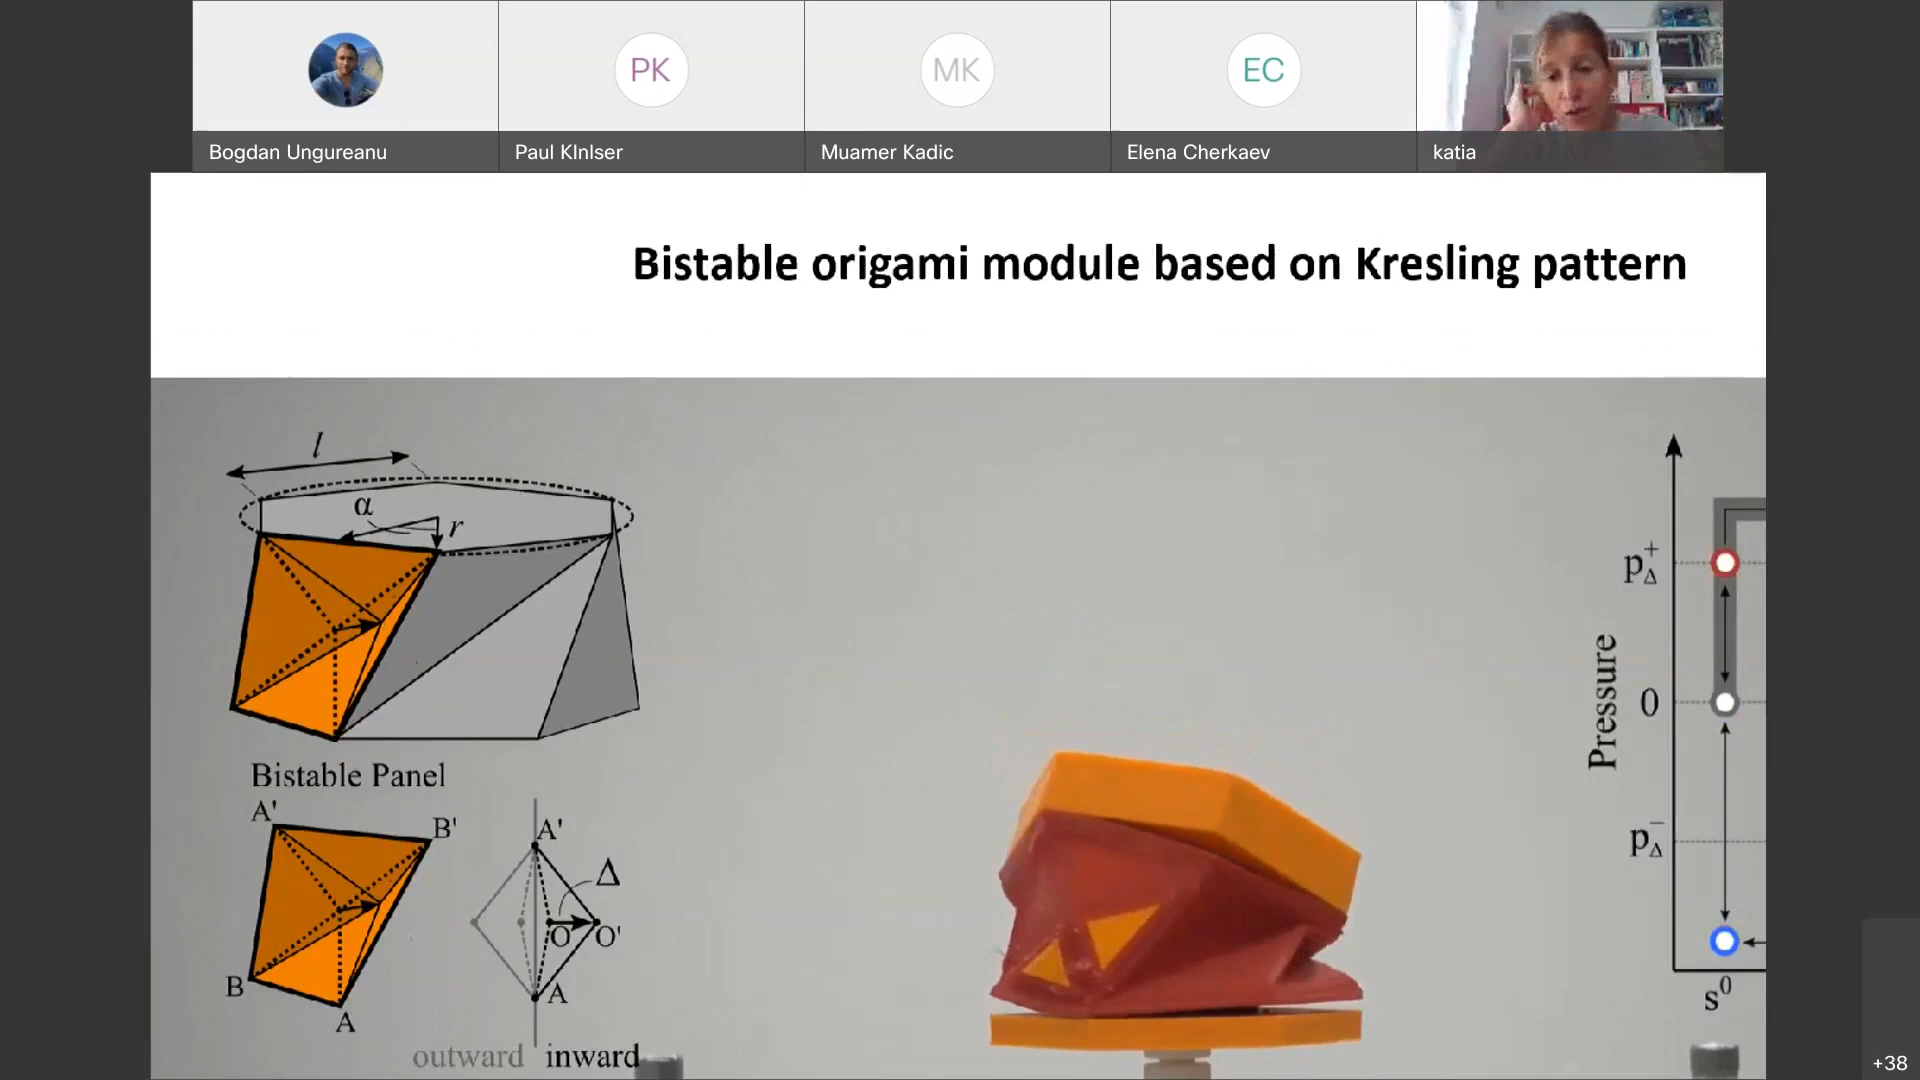 PK
MK
EC
Bogdan Ungureanu
Paul KlnIser
Muamer Kadic
Elena Cherkaev
katia
Bistable origami module based on Kresling pattern
l
α
r
Bistable Panel
A'
B'
B
A
A'
Δ
O
O'
A
outward
inward
Pressure
p⁺Δ
0
p⁻Δ
s⁰
+38